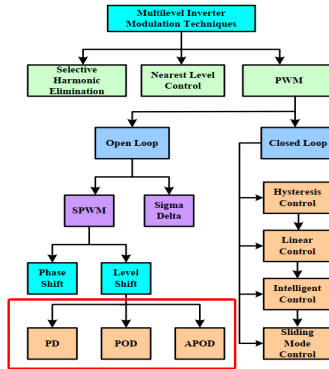 Multilevel Inverter
Modulation Techniques
Selective
Harmonic
Elimination
Nearest Level
Control
PWM
Open Loop
Closed Loop
SPWM
Sigma
Delta
Hysteresis
Control
Linear
Control
Phase
Shift
Level
Shift
Intelligent
Control
PD
POD
APOD
Sliding
Mode
Control